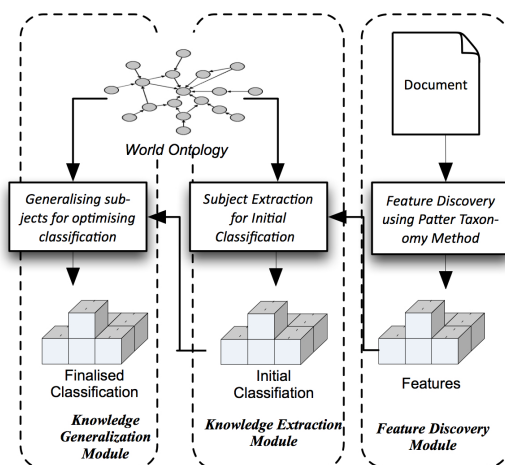 World Ontology
Document
Generalising sub-
jects for optimising
classification
Subject Extraction
for Initial
Classification
Feature Discovery
using Patter Taxon-
omy Method
Finalised
Classification
Initial
Classifiation
Features
Knowledge
Generalization Module
Knowledge Extraction
Module
Feature Discovery
Module